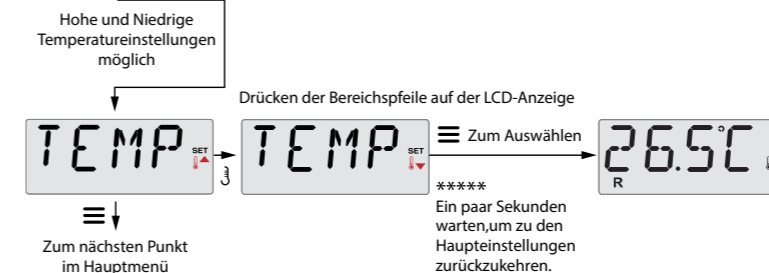 Hohe und Niedrige
Temperatureinstellungen
möglich
Drücken der Bereichspfeile auf der LCD-Anzeige
TEMP SET
TEMP SET
Zum Auswählen
26.5°C
R
*****
Ein paar Sekunden
warten,um zu den
Haupteinstellungen
zurückzukehren.
Zum nächsten Punkt
im Hauptmenü